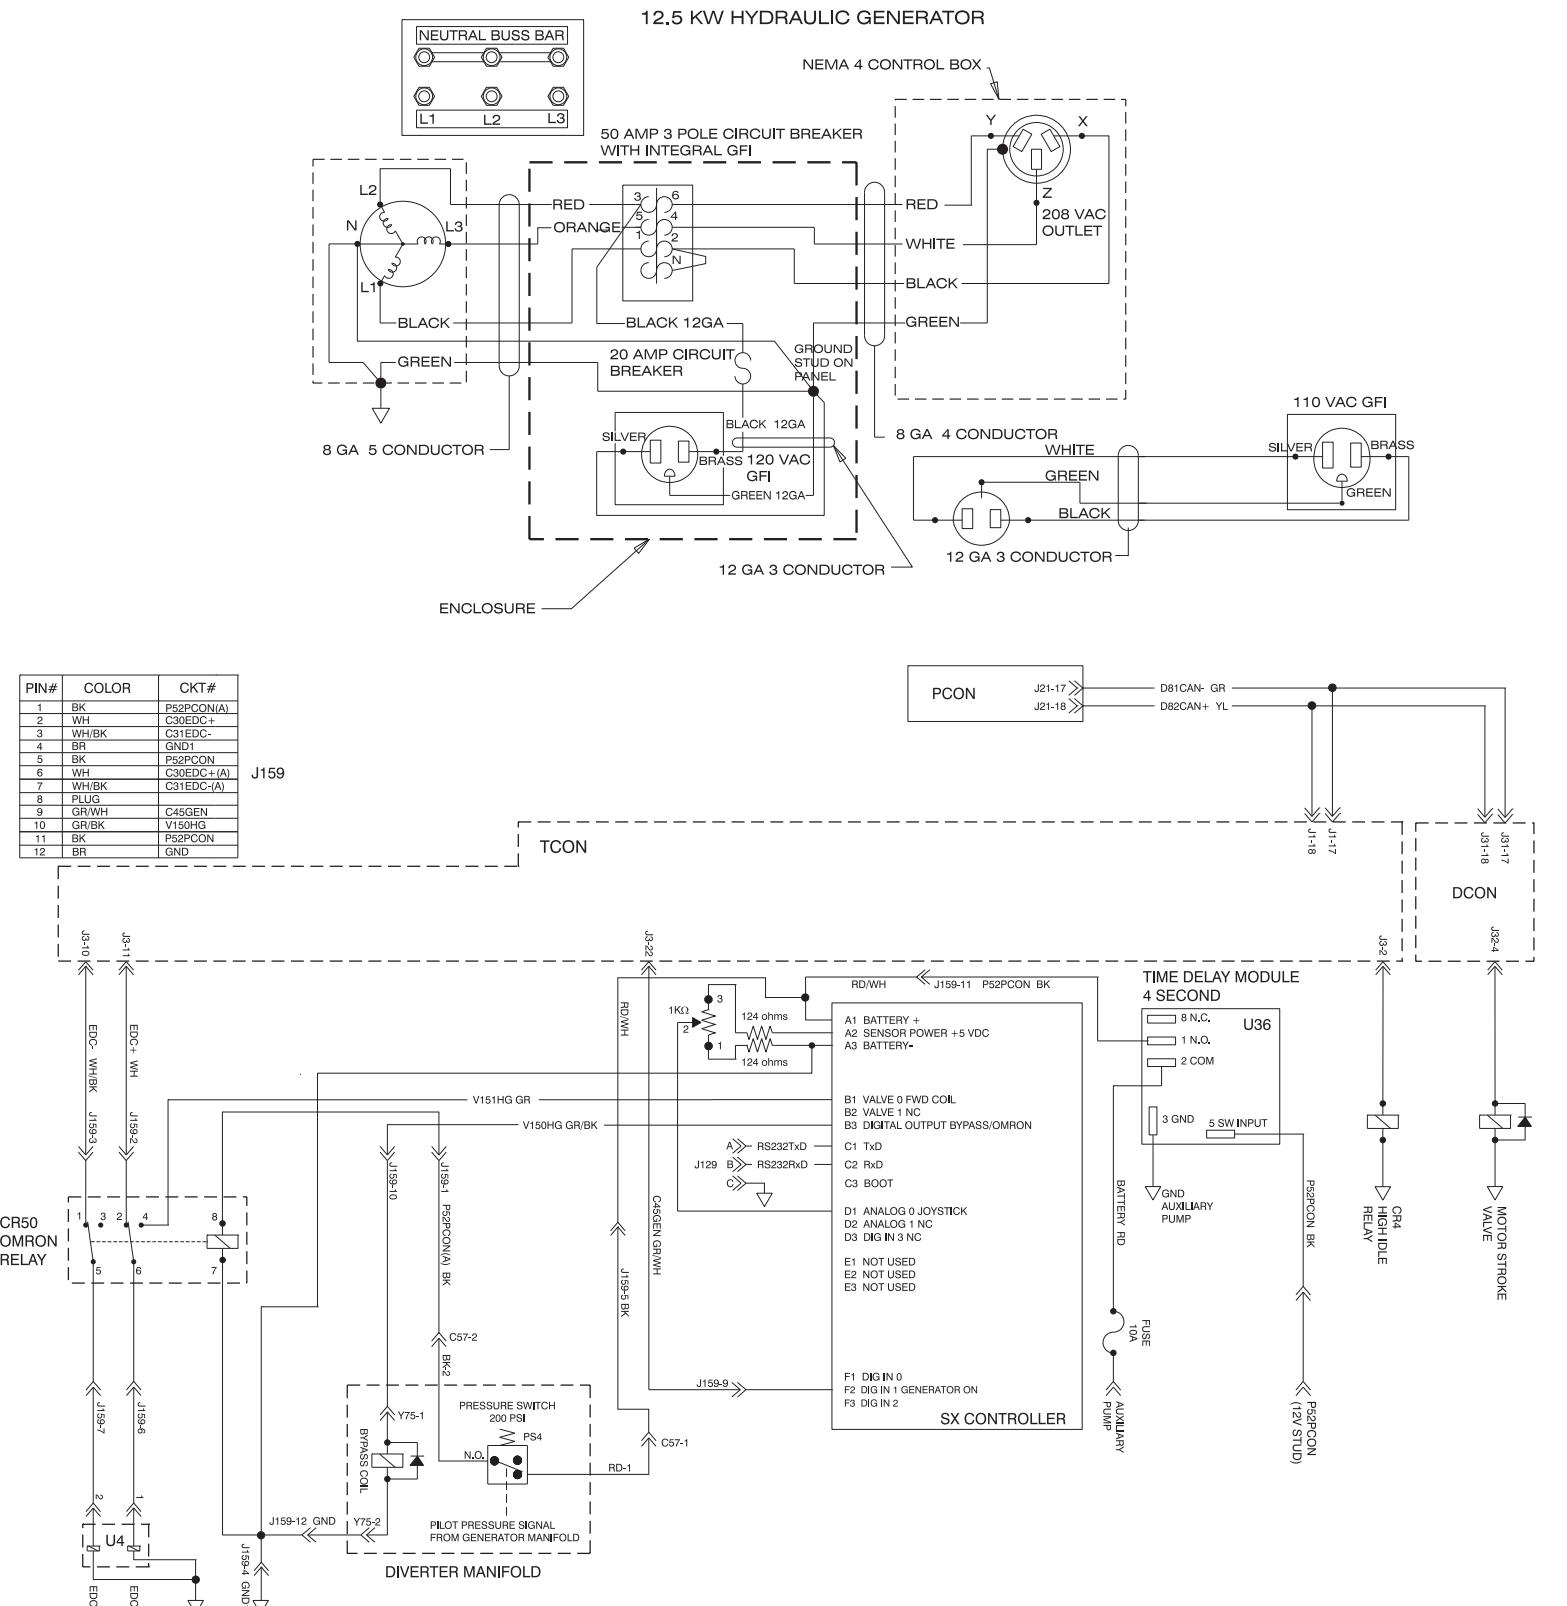 12.5 KW HYDRAULIC GENERATOR
NEUTRAL BUSS BAR
L1 L2 L3
NEMA 4 CONTROL BOX
50 AMP 3 POLE CIRCUIT BREAKER
WITH INTEGRAL GFI
Y X
Z
208 VAC
OUTLET
L2
N
L3
L1
RED
ORANGE
BLACK
GREEN
3 6
5 4
1 2
N
RED
WHITE
BLACK
GREEN
BLACK 12GA
20 AMP CIRCUIT
BREAKER
GROUND
STUD ON
PANEL
8 GA 5 CONDUCTOR
SILVER
BLACK 12GA
BRASS
120 VAC
GFI
GREEN 12GA
8 GA 4 CONDUCTOR
110 VAC GFI
WHITE
SILVER
BRASS
GREEN
GREEN
BLACK
12 GA 3 CONDUCTOR
12 GA 3 CONDUCTOR
ENCLOSURE
PIN# COLOR CKT#
1 BK P52PCON(A)
2 WH C30EDC+
3 WH/BK C31EDC-
4 BR GND1
5 BK P52PCON
6 WH C30EDC+(A)
7 WH/BK C31EDC-(A)
8 PLUG
9 GR/WH C45GEN
10 GR/BK V150HG
11 BK P52PCON
12 BR GND
J159
PCON
J21-17
J21-18
D81CAN- GR
D82CAN+ YL
TCON
J1-18
J1-17
J31-18
J31-17
DCON
J3-10
J3-11
J3-22
J3-2
J32-4
EDC- WH/BK
EDC+ WH
J159-3
J159-2
RD/WH
1KΩ
3
2
1
124 ohms
124 ohms
RD/WH
J159-11 P52PCON BK
A1 BATTERY +
A2 SENSOR POWER +5 VDC
A3 BATTERY-
B1 VALVE 0 FWD COIL
B2 VALVE 1 NC
B3 DIGITAL OUTPUT BYPASS/OMRON
C1 TxD
C2 RxD
C3 BOOT
D1 ANALOG 0 JOYSTICK
D2 ANALOG 1 NC
D3 DIG IN 3 NC
E1 NOT USED
E2 NOT USED
E3 NOT USED
F1 DIG IN 0
F2 DIG IN 1 GENERATOR ON
F3 DIG IN 2
SX CONTROLLER
TIME DELAY MODULE
4 SECOND
8 N.C.
U36
1 N.O.
2 COM
3 GND
5 SW INPUT
V151HG GR
V150HG GR/BK
A RS232TxD
J129 B RS232RxD
C
J159-10
J159-1 P52PCON(A) BK
C45GEN GR/WH
J159-5 BK
BATTERY RD
GND
AUXILIARY
PUMP
P52PCON BK
CR4
HIGH IDLE
RELAY
MOTOR STROKE
VALVE
CR50
OMRON
RELAY
1 3 2 4 8
5 6 7
C57-2
BK-2
FUSE
10A
AUXILIARY
PUMP
P52PCON
(12V STUD)
J159-9
J159-7
J159-6
Y75-1
BYPASS COIL
PRESSURE SWITCH
200 PSI
PS4
N.O.
C57-1
RD-1
PILOT PRESSURE SIGNAL
FROM GENERATOR MANIFOLD
J159-12 GND
Y75-2
DIVERTER MANIFOLD
2
1
U4
J159-4 GND
EDC
EDC